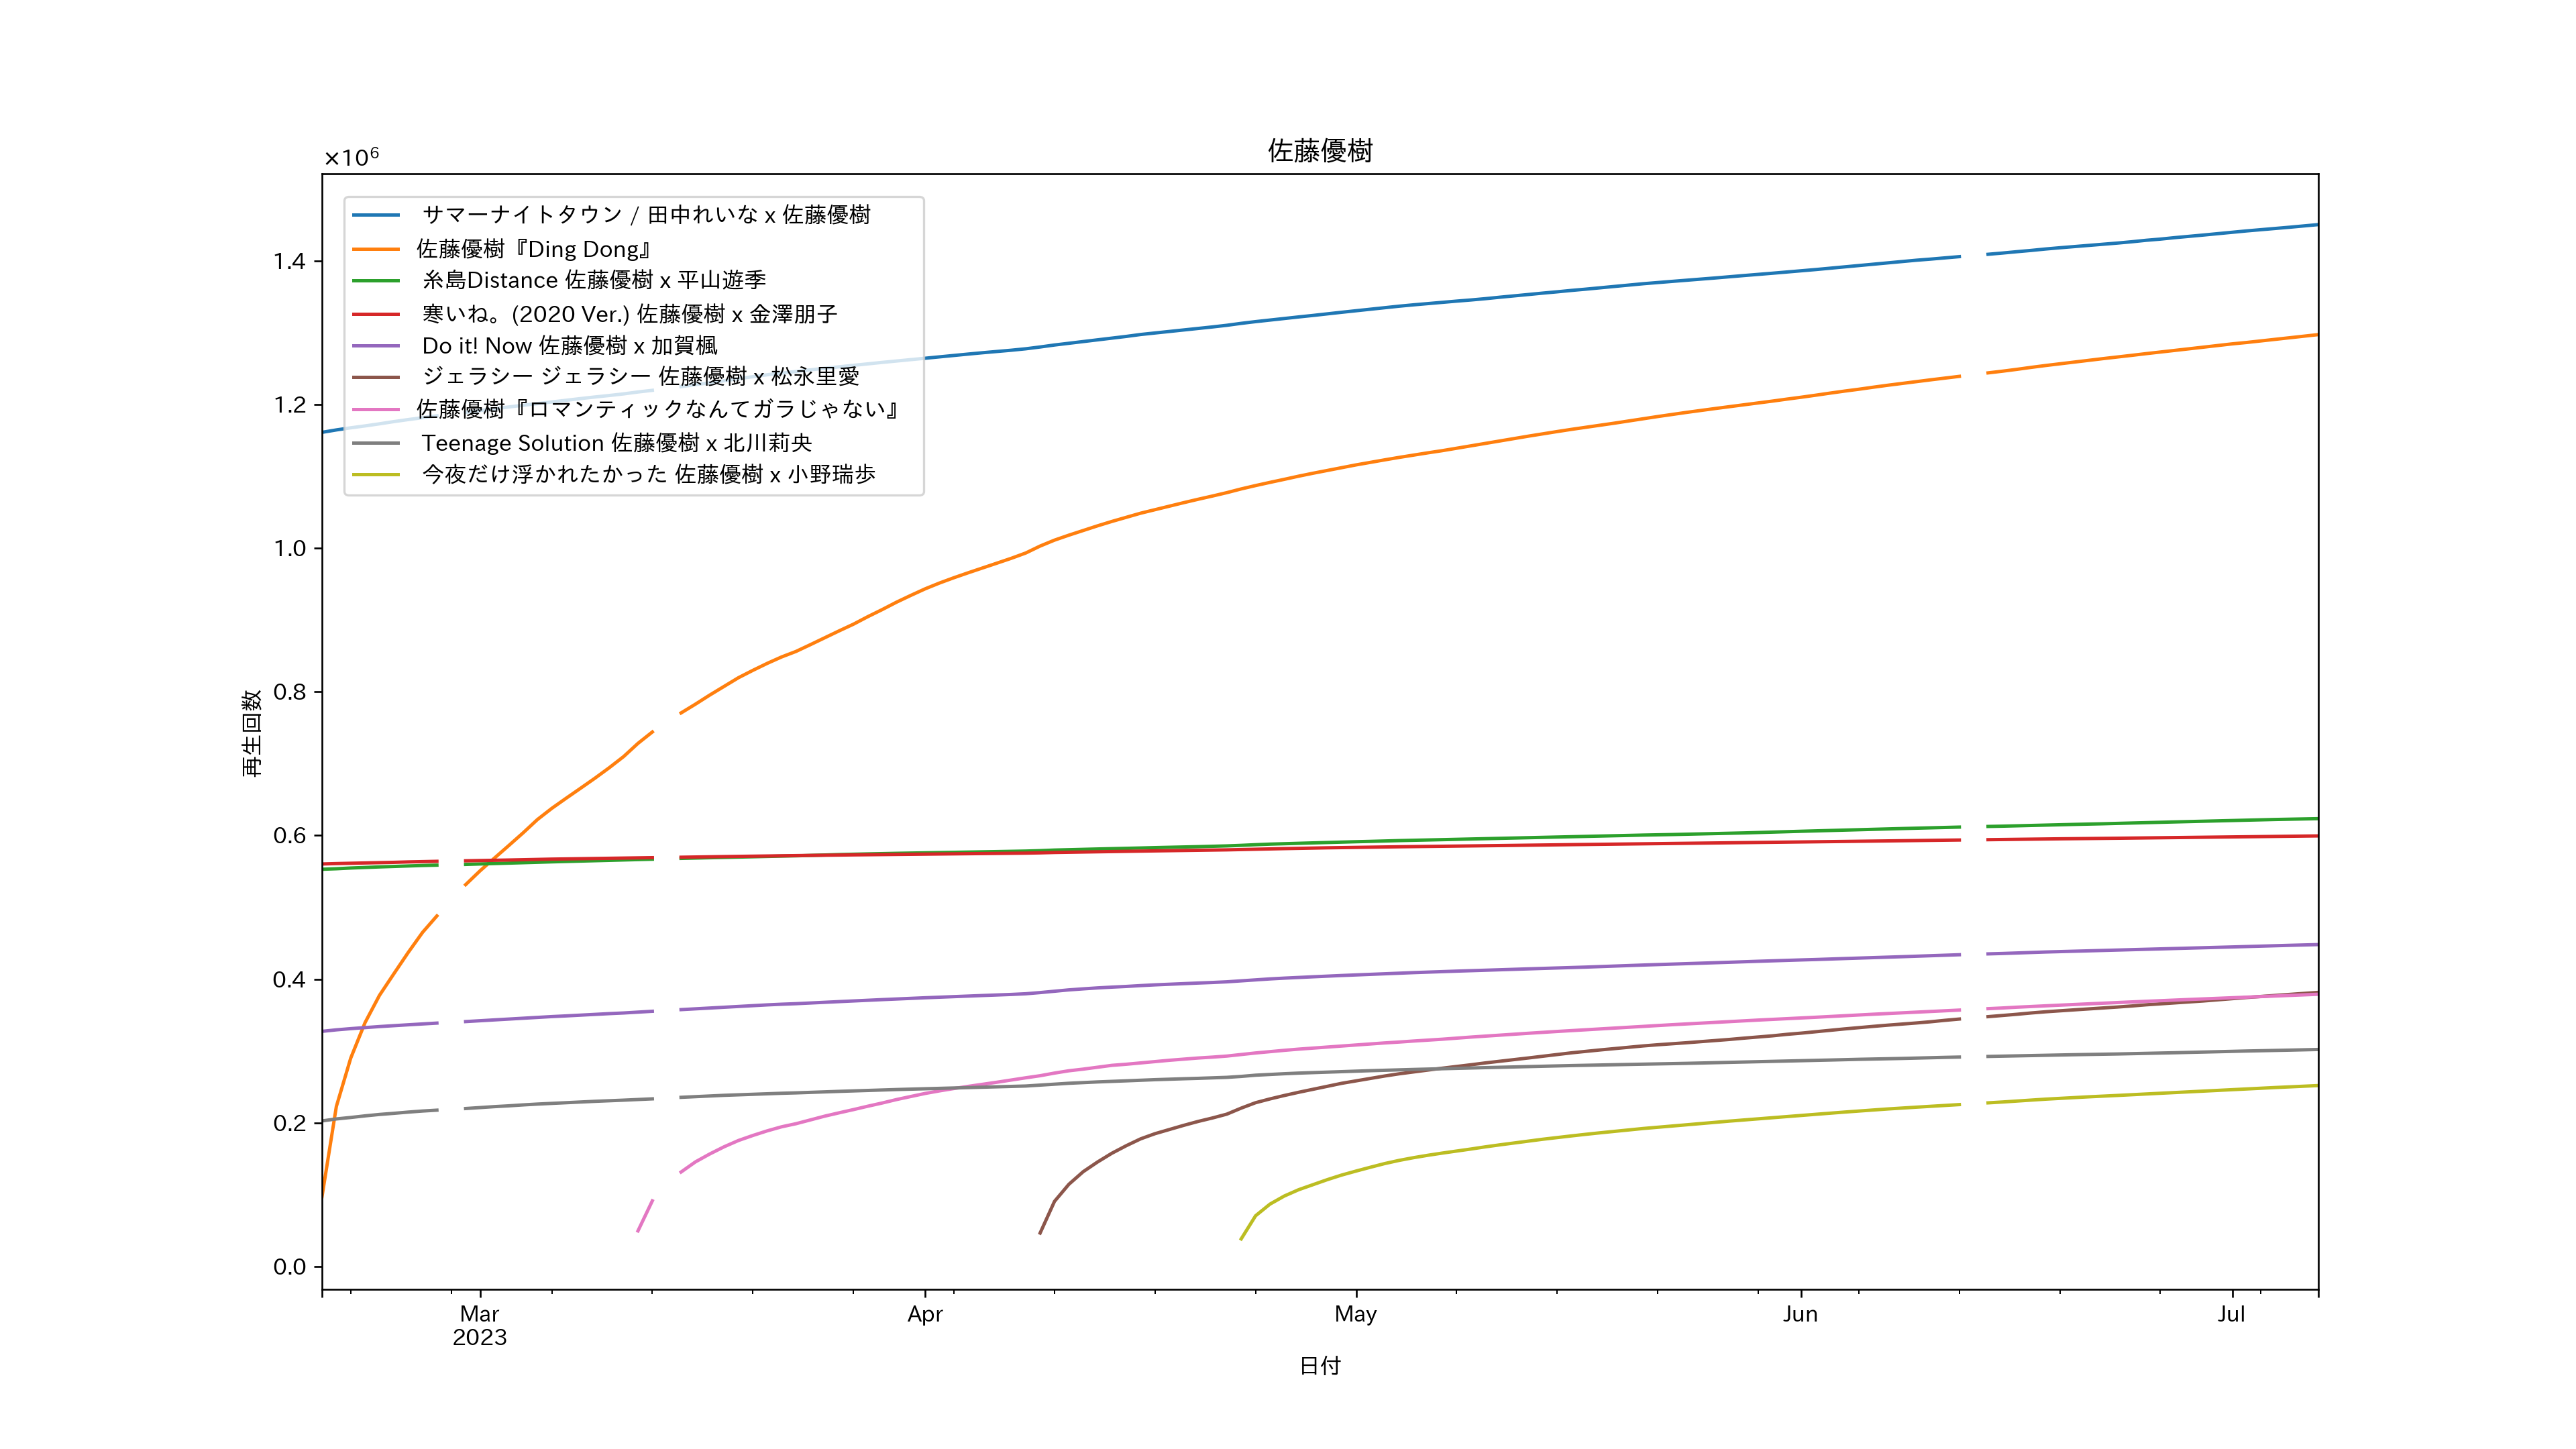 佐藤優樹
×10⁶
サマーナイトタウン / 田中れいな x 佐藤優樹
佐藤優樹『Ding Dong』
糸島Distance 佐藤優樹 x 平山遊季
寒いね。(2020 Ver.) 佐藤優樹 x 金澤朋子
Do it! Now 佐藤優樹 x 加賀楓
ジェラシー ジェラシー 佐藤優樹 x 松永里愛
佐藤優樹『ロマンティックなんてガラじゃない』
Teenage Solution 佐藤優樹 x 北川莉央
今夜だけ浮かれたかった 佐藤優樹 x 小野瑞歩
1.4
1.2
1.0
0.8
0.6
0.4
0.2
0.0
再生回数
Mar Apr May Jun Jul
2023
日付